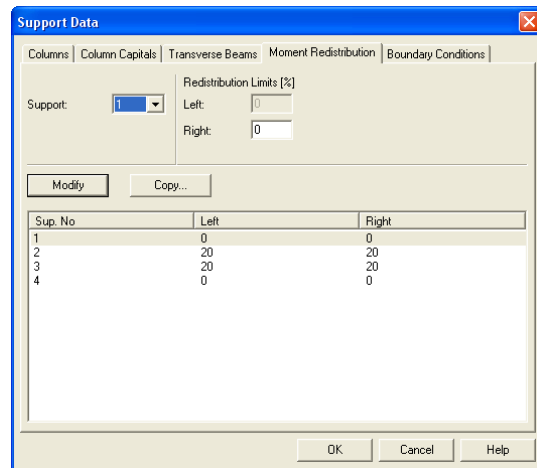 Support Data
Columns Column Capitals Transverse Beams Moment Redistribution Boundary Conditions
Redistribution Limits [%]
Support: 1 Left: 0
Right: 0
Modify Copy...
Sup. No Left Right
1 0 0
2 20 20
3 20 20
4 0 0
OK Cancel Help